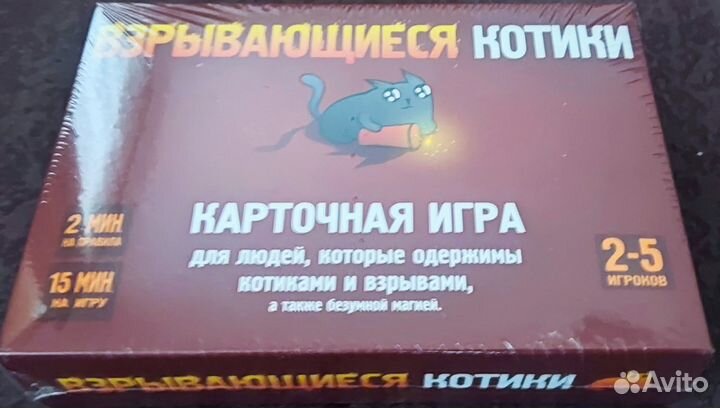 ВЗРЫВАЮЩИЕСЯ КОТИКИ
КАРТОЧНАЯ ИГРА
для людей, которые одержимы
котиками и взрывами,
а также безумной магией.
2 МИН
НА ПРАВИЛА
15 МИН
НА ИГРУ
2-5
ИГРОКОВ
ВЗРЫВАЮЩИЕСЯ КОТИКИ
Avito